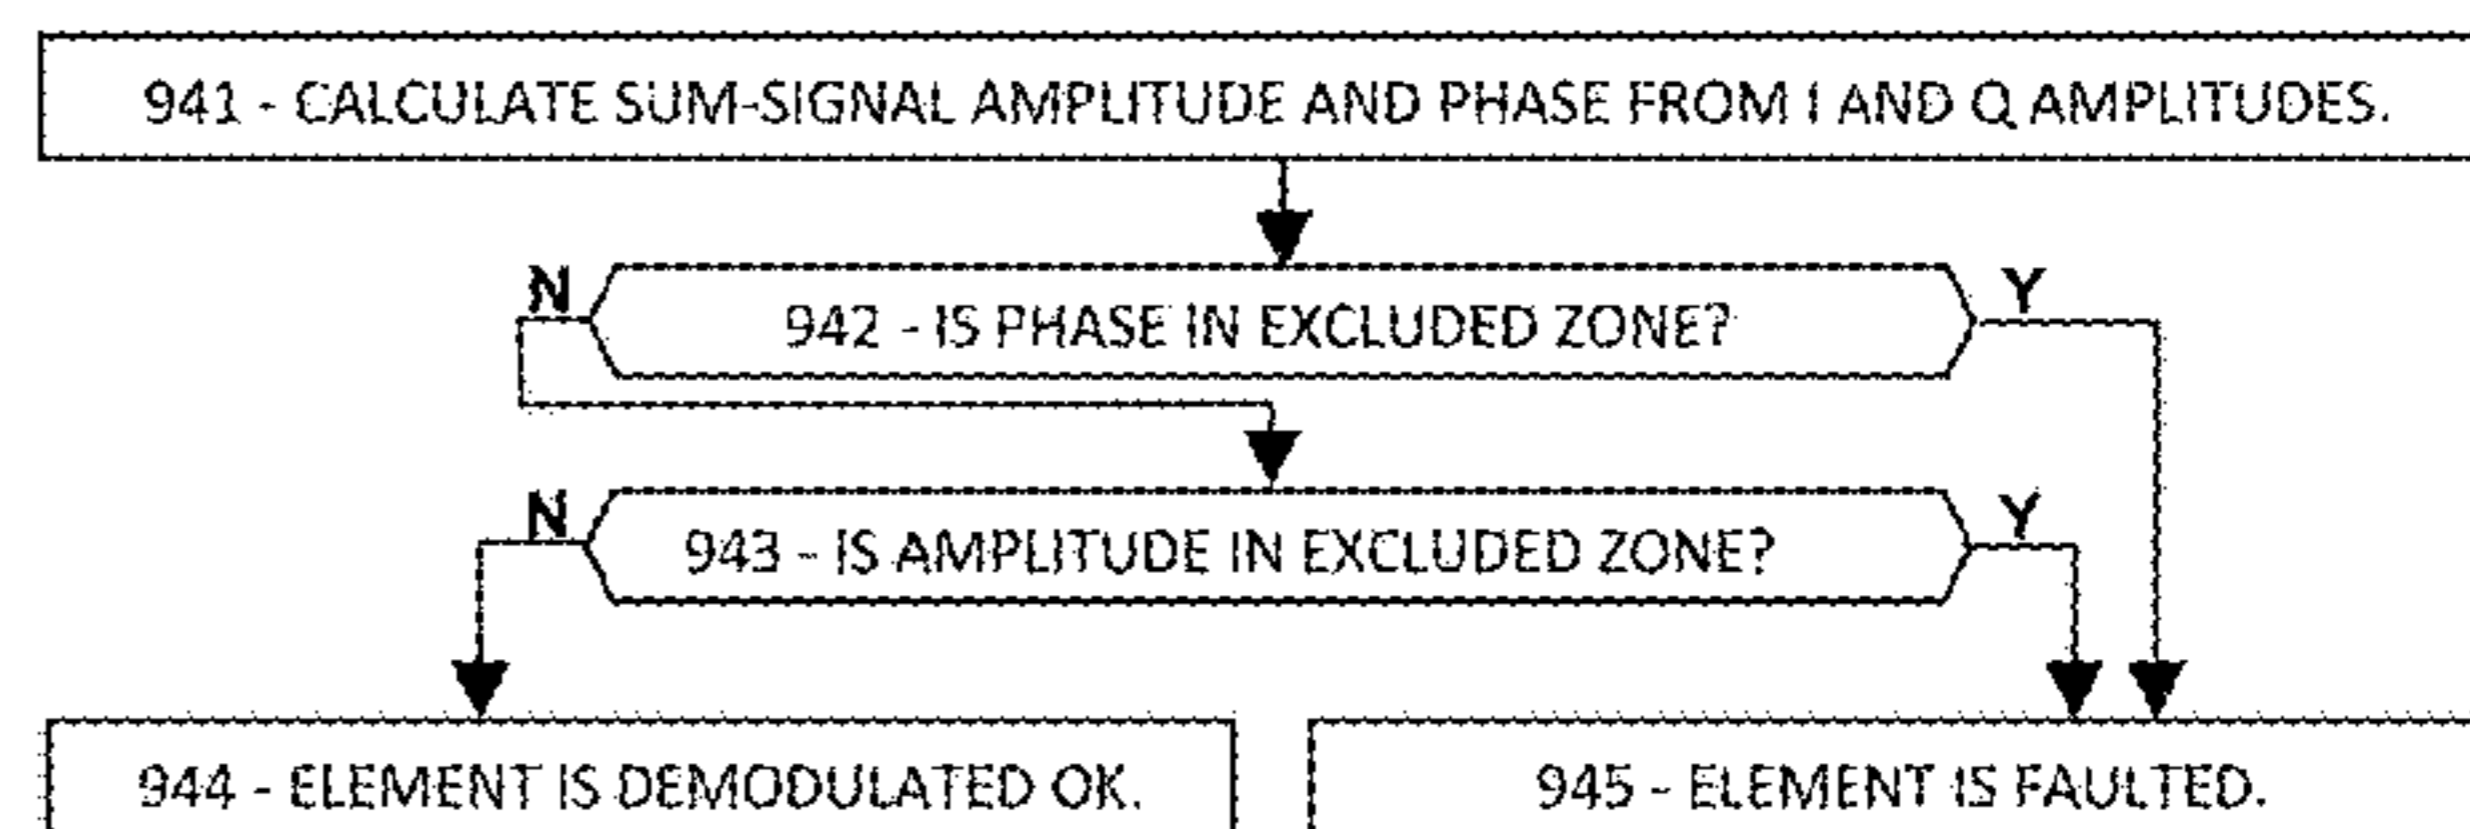 941 - CALCULATE SUM-SIGNAL AMPLITUDE AND PHASE FROM I AND Q AMPLITUDES.
N
Y
942 - IS PHASE IN EXCLUDED ZONE?
N
Y
943 - IS AMPLITUDE IN EXCLUDED ZONE?
944 - ELEMENT IS DEMODULATED OK.
945 - ELEMENT IS FAULTED.